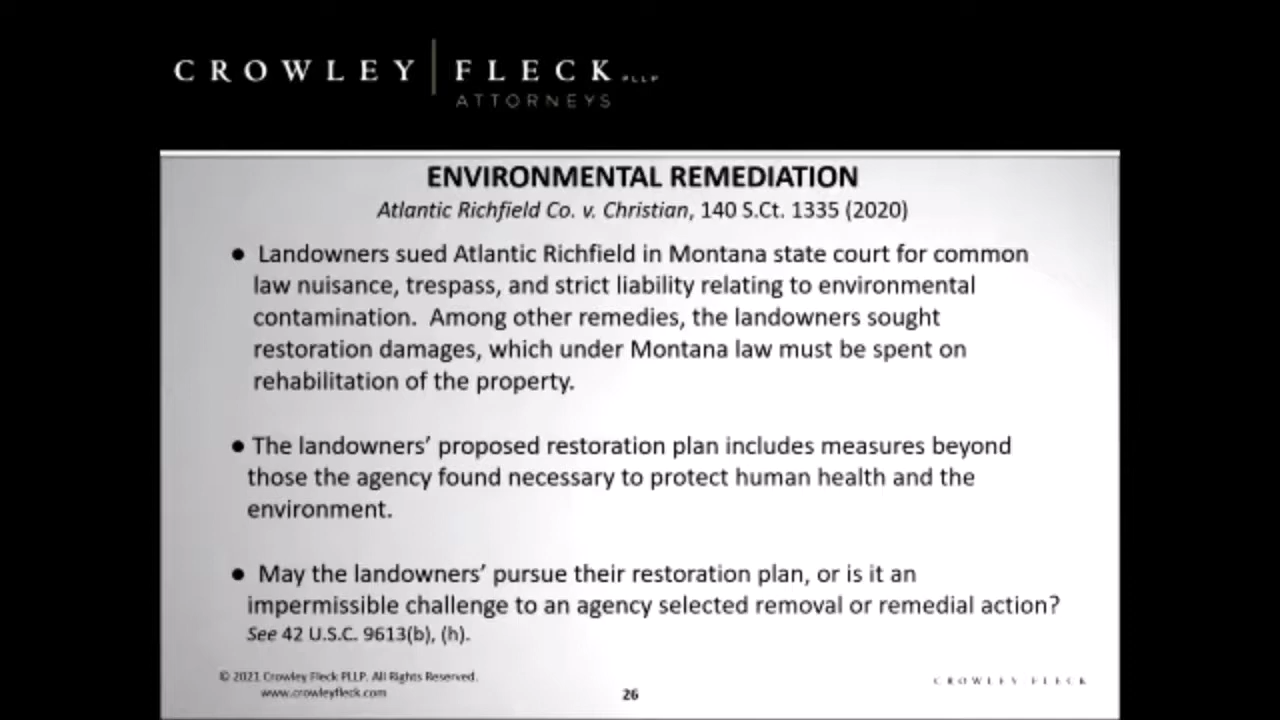 CROWLEY FLECK PLLP
ATTORNEYS
ENVIRONMENTAL REMEDIATION
Atlantic Richfield Co. v. Christian, 140 S.Ct. 1335 (2020)
● Landowners sued Atlantic Richfield in Montana state court for common
law nuisance, trespass, and strict liability relating to environmental
contamination. Among other remedies, the landowners sought
restoration damages, which under Montana law must be spent on
rehabilitation of the property.
● The landowners’ proposed restoration plan includes measures beyond
those the agency found necessary to protect human health and the
environment.
● May the landowners’ pursue their restoration plan, or is it an
impermissible challenge to an agency selected removal or remedial action?
See 42 U.S.C. 9613(b), (h).
© 2021 Crowley Fleck PLLP. All Rights Reserved.
www.crowleyfleck.com
26
CROWLEY FLECK